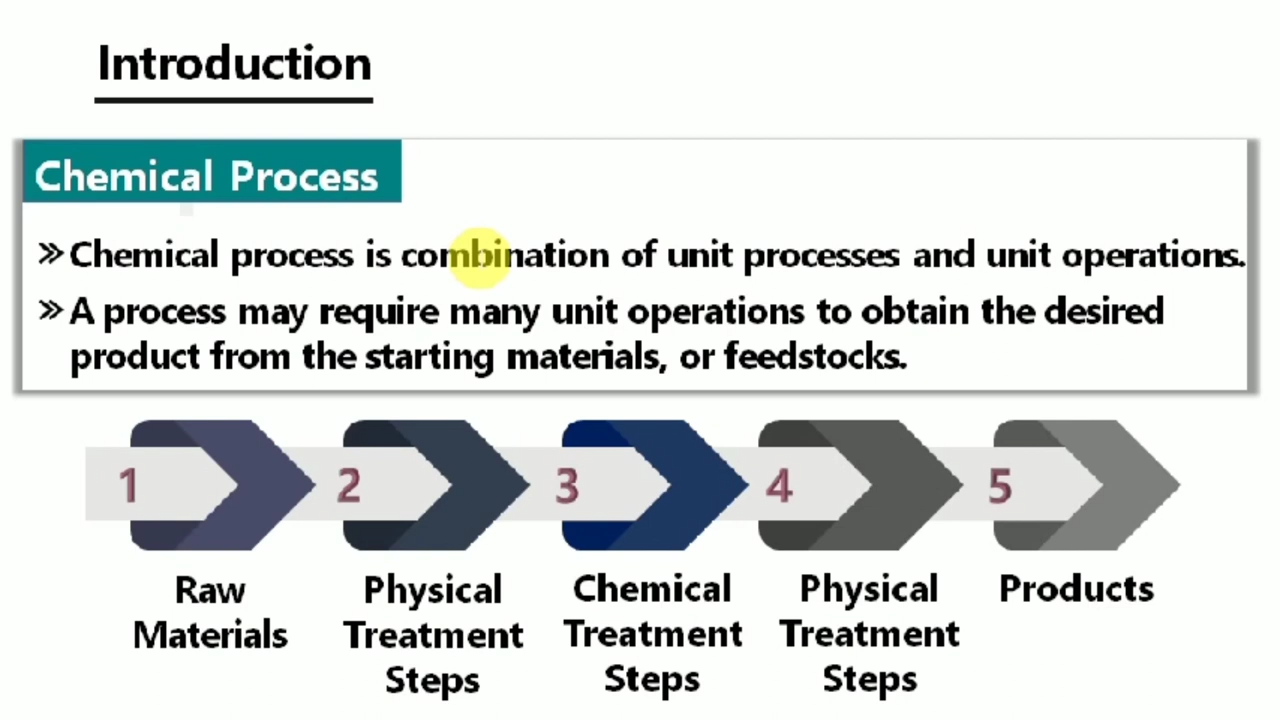 Introduction
Chemical Process
» Chemical process is combination of unit processes and unit operations.
» A process may require many unit operations to obtain the desired
product from the starting materials, or feedstocks.
1 2 3 4 5
Raw
Materials
Physical
Treatment
Steps
Chemical
Treatment
Steps
Physical
Treatment
Steps
Products